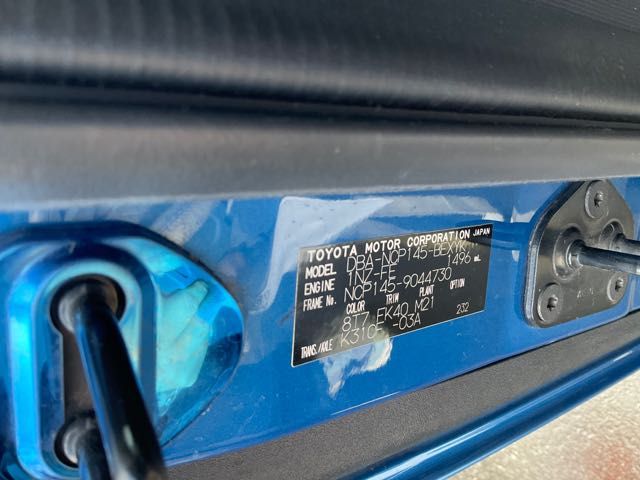 TOYOTA MOTOR CORPORATION JAPAN
MODEL DBA-NCP145-BEXYK
ENGINE 1NZ-FE 1496 mL
FRAME No. NCP145-9044730
COLOR TRIM PLANT OPTION
8T7 EK40 M21 232
TRANS./AXLE K310F -03A